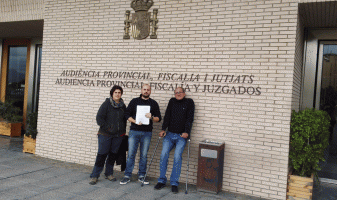 AUDIÈNCIA PROVINCIAL, FISCALIA I JUTJATS
AUDIENCIA PROVINCIAL, FISCALÍA Y JUZGADOS